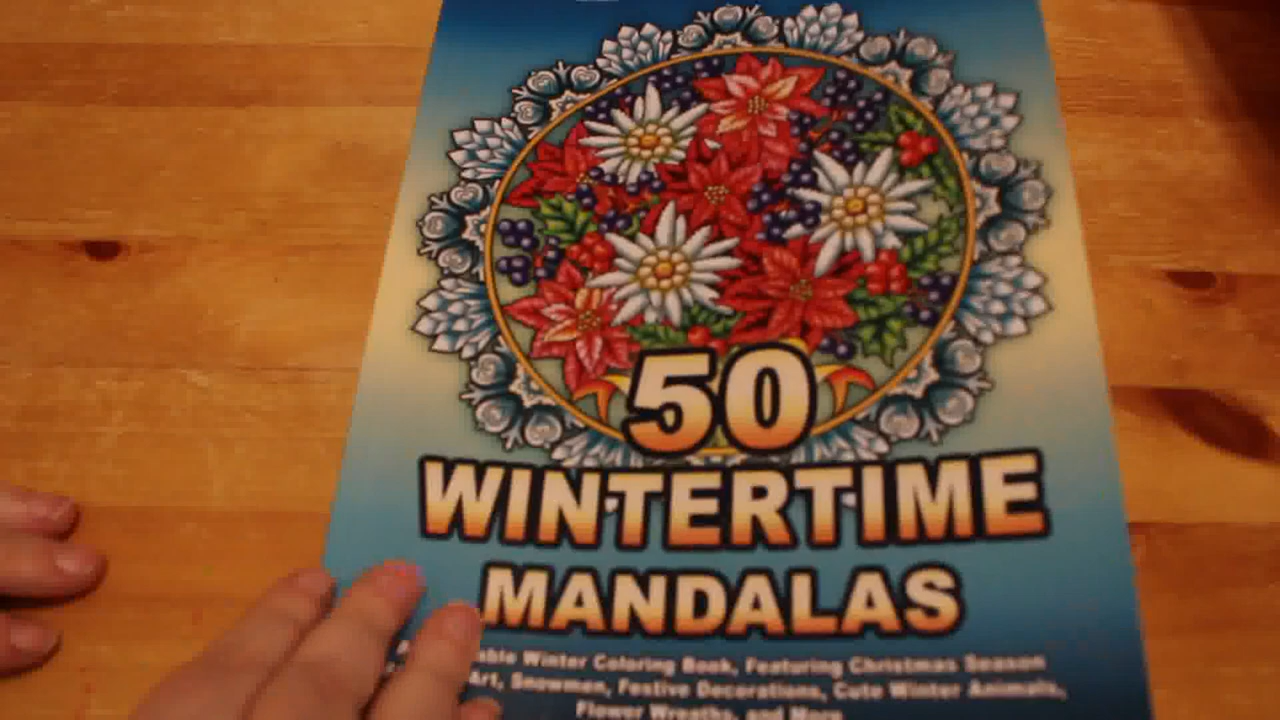 50
WINTERTIME
MANDALAS
Winter Coloring Book, Featuring Christmas Season
Art, Snowmen, Festive Decorations, Cute Winter Animals,
Flower Wreaths, and More